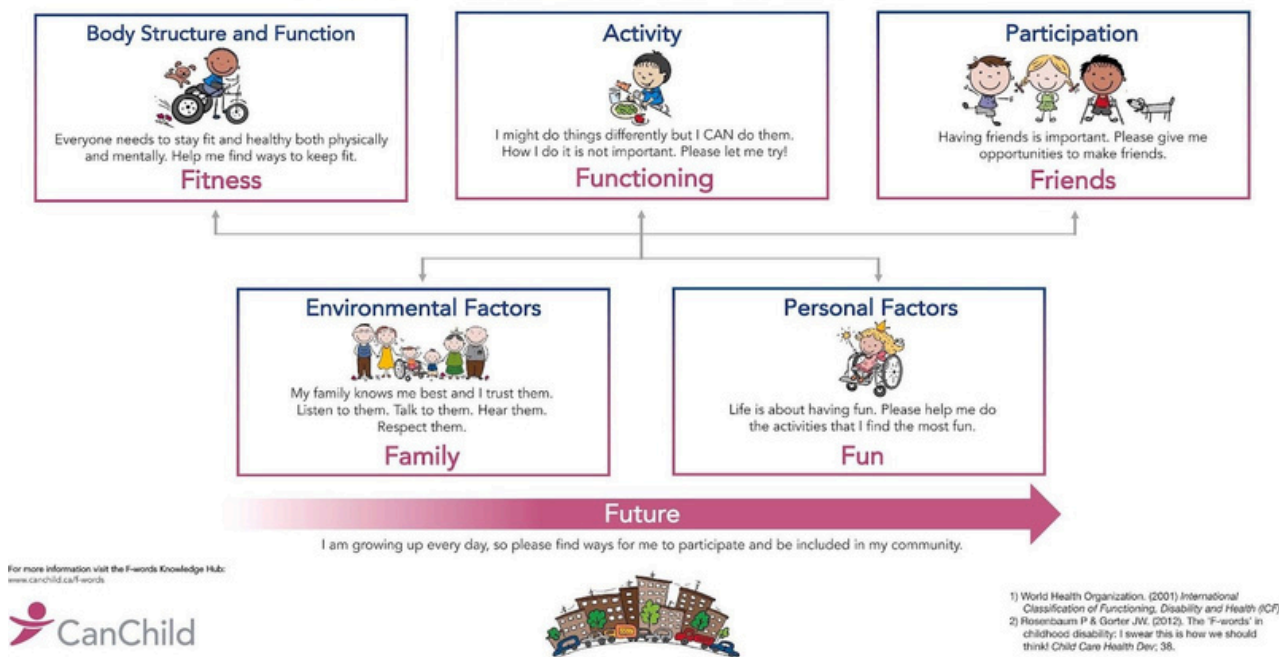 Body Structure and Function
Everyone needs to stay fit and healthy both physically
and mentally. Help me find ways to keep fit.
Fitness
Activity
I might do things differently but I CAN do them.
How I do it is not important. Please let me try!
Functioning
Participation
Having friends is important. Please give me
opportunities to make friends.
Friends
Environmental Factors
My family knows me best and I trust them.
Listen to them. Talk to them. Hear them.
Respect them.
Family
Personal Factors
Life is about having fun. Please help me do
the activities that I find the most fun.
Fun
Future
I am growing up every day, so please find ways for me to participate and be included in my community.
For more information visit the F-words Knowledge Hub:
www.canchild.ca/f-words
CanChild
1) World Health Organization. (2001) International
Classification of Functioning, Disability and Health (ICF)
2) Rosenbaum P & Gorter JW. (2012). The 'F-words' in
childhood disability: I swear this is how we should
think! Child Care Health Dev; 38.